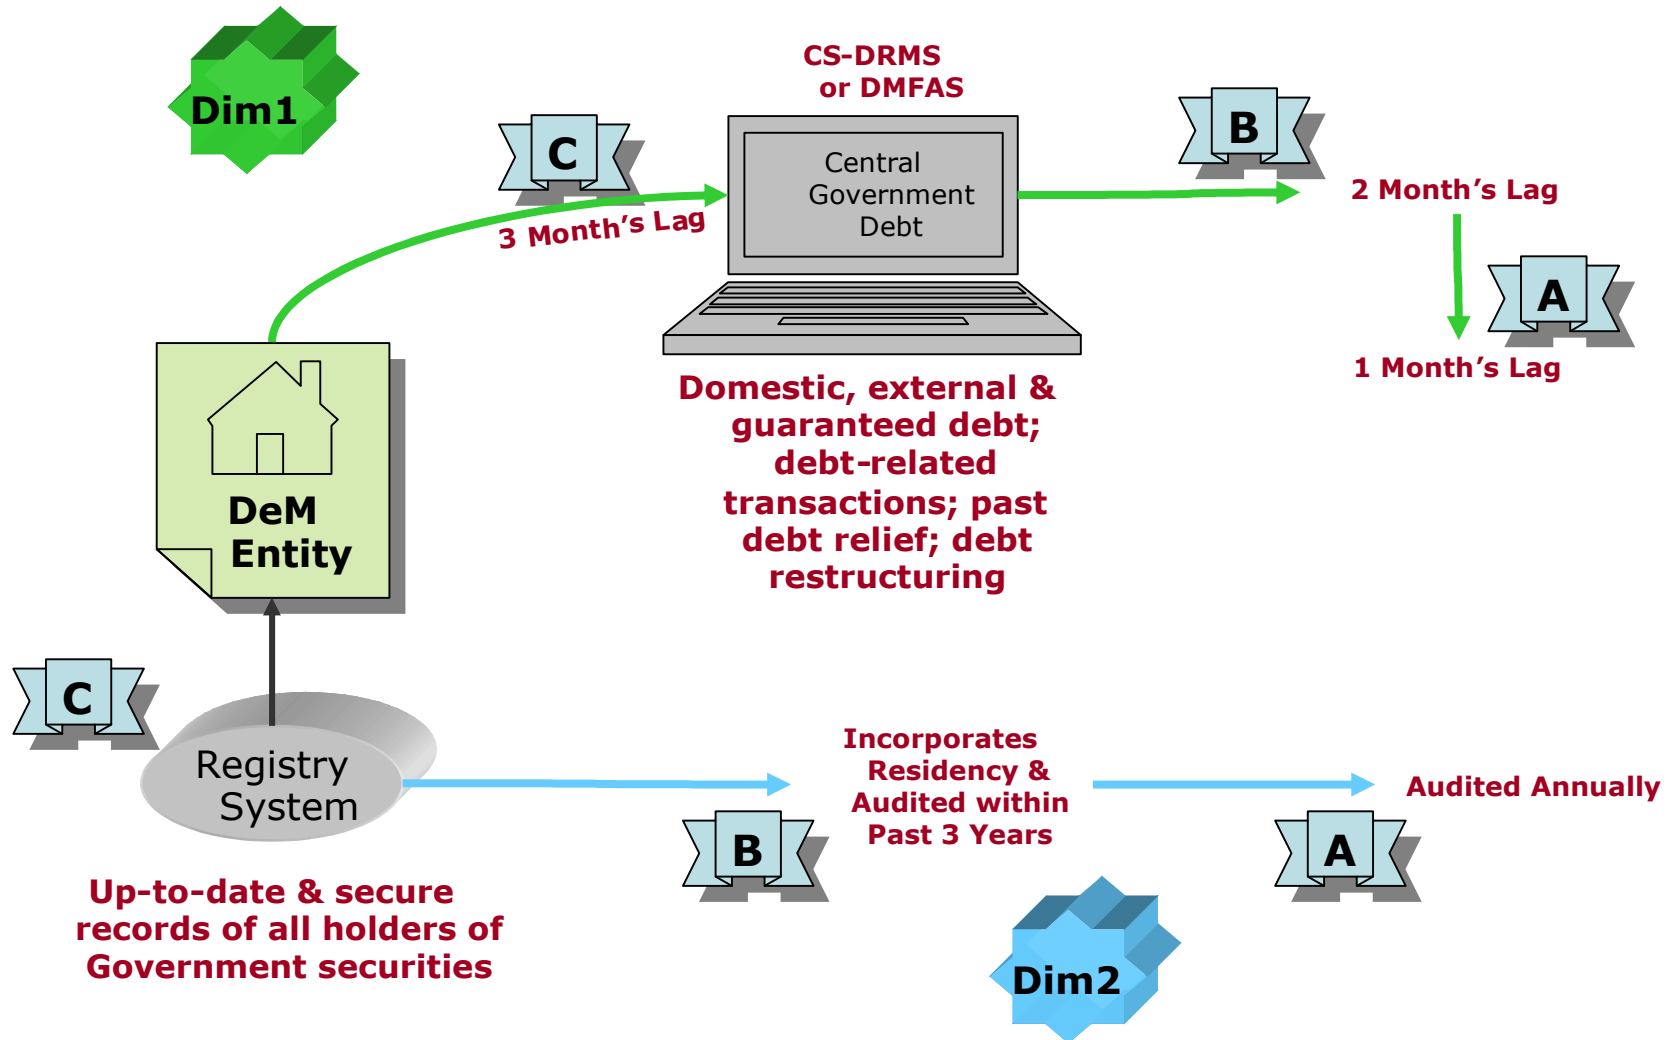 Dim1
CS-DRMS
or DMFAS
C
3 Month's Lag
Central
Government
Debt
B
2 Month's Lag
A
1 Month's Lag
Domestic, external &
guaranteed debt;
debt-related
transactions; past
debt relief; debt
restructuring
DeM
Entity
C
Registry
System
Up-to-date & secure
records of all holders of
Government securities
B
Incorporates
Residency &
Audited within
Past 3 Years
A
Audited Annually
Dim2